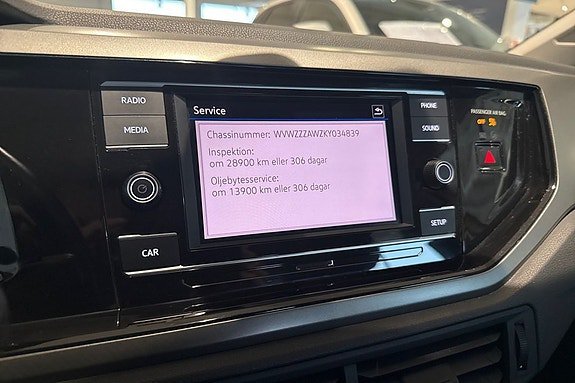 RADIO
MEDIA
CAR
Service
Chassinummer: WVWZZZAWZKY034839
Inspektion:
om 28900 km eller 306 dagar
Oljebytesservice:
om 13900 km eller 306 dagar
PHONE
SOUND
SETUP
PASSENGER AIR BAG
OFF